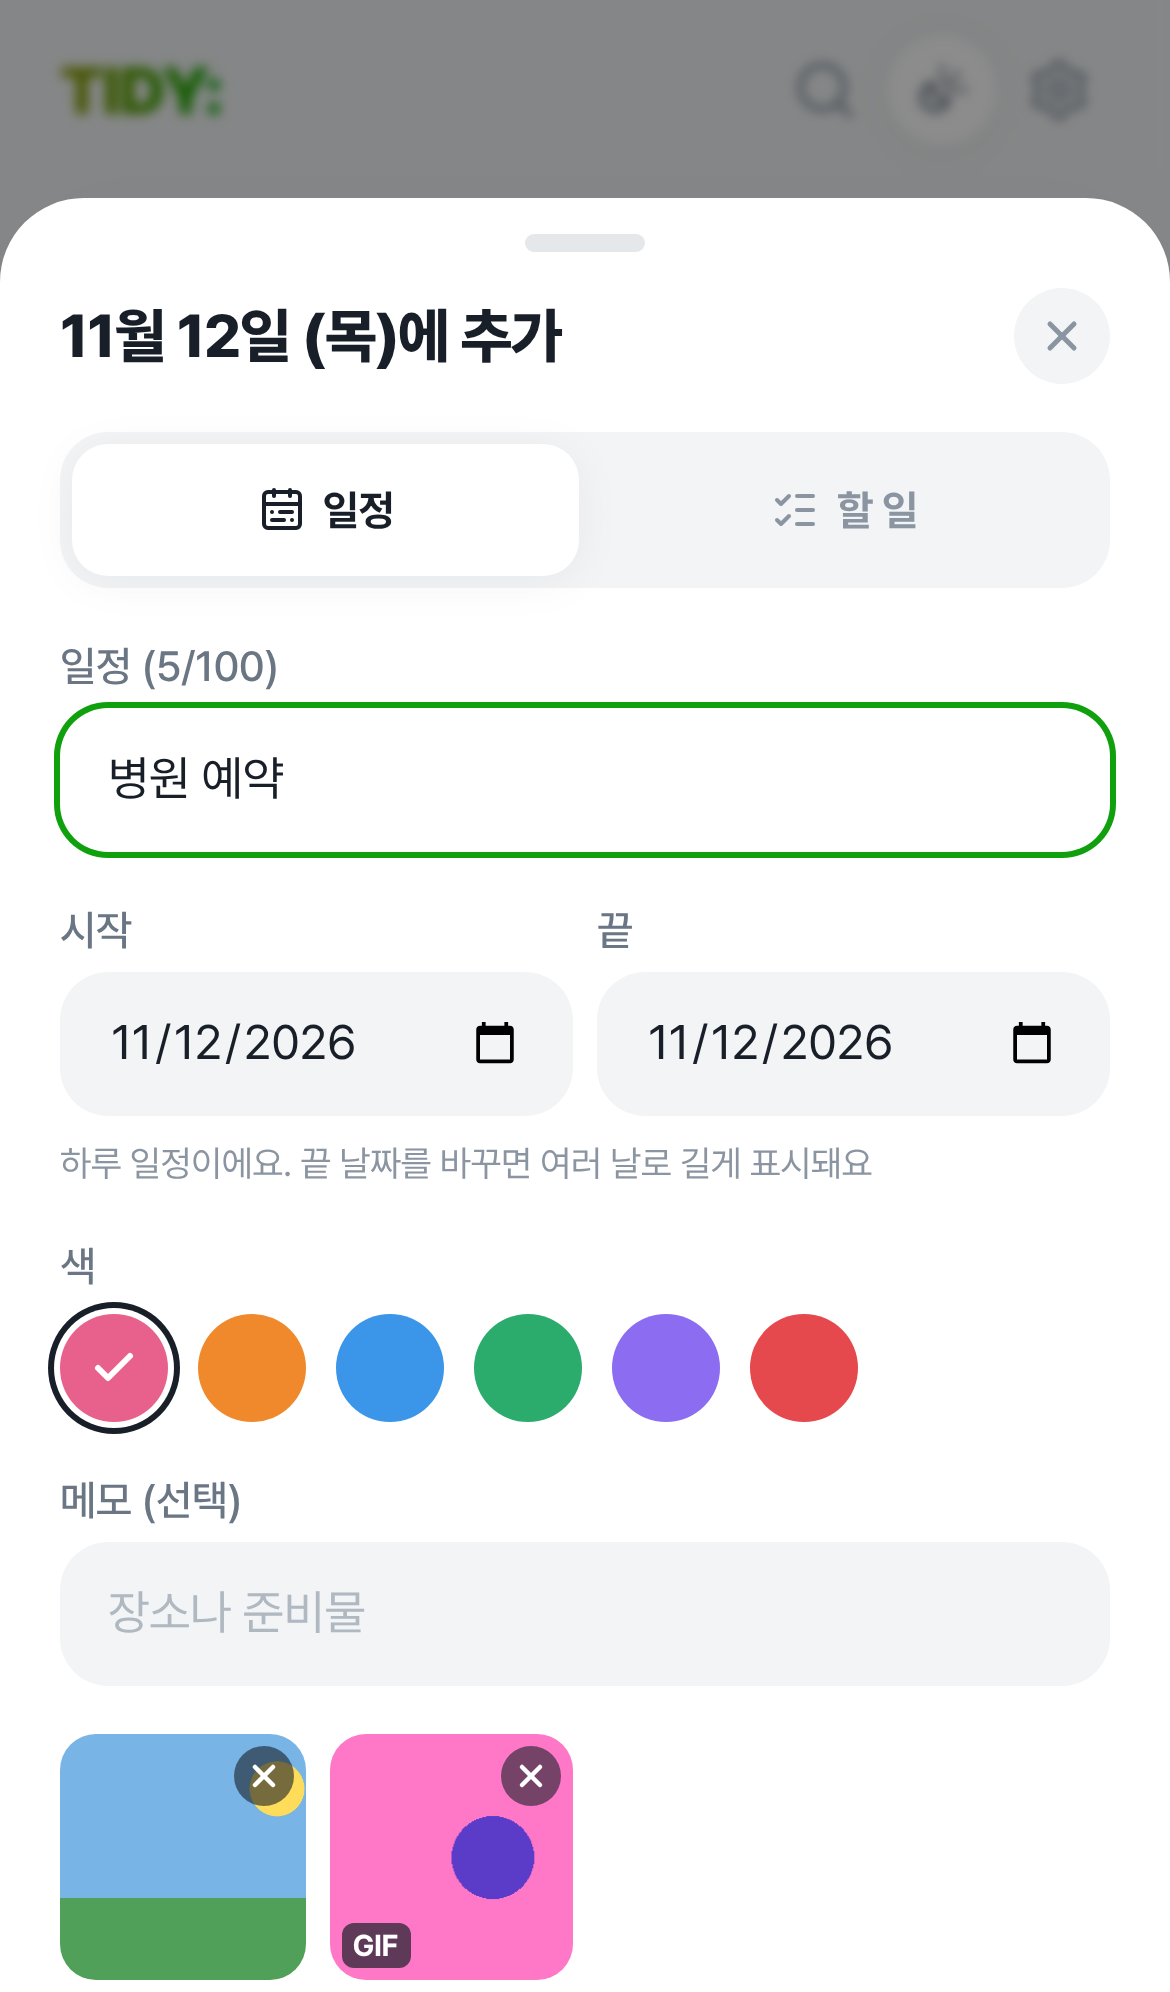 TIDY:
11월 12일 (목)에 추가
일정
할 일
일정 (5/100)
병원 예약
시작
끝
11/12/2026
11/12/2026
하루 일정이에요. 끝 날짜를 바꾸면 여러 날로 길게 표시돼요
색
메모 (선택)
장소나 준비물
GIF